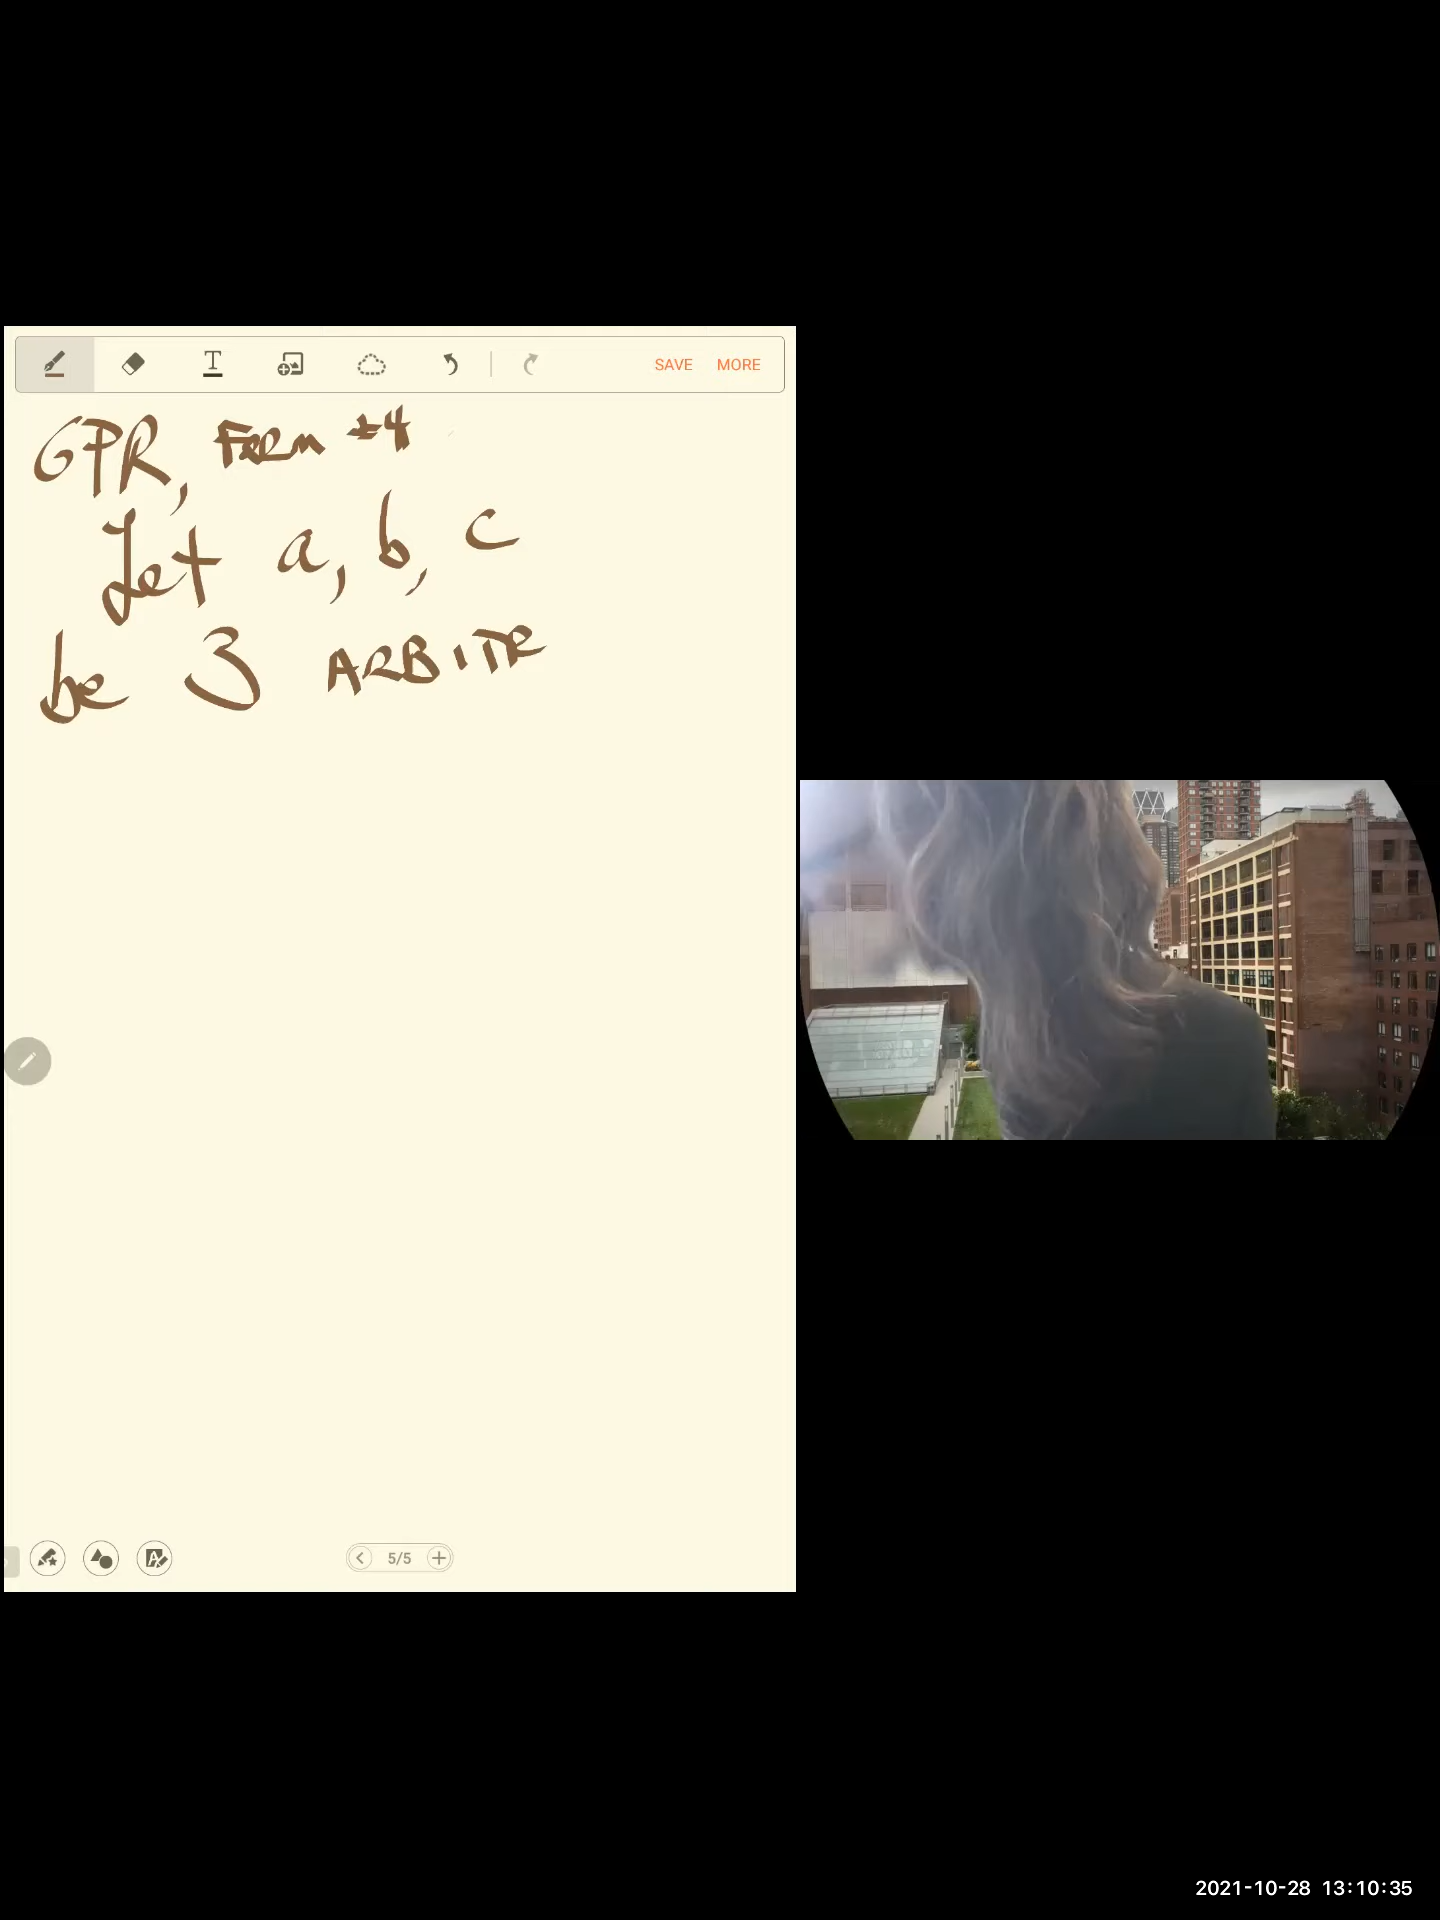 T
SAVE MORE
GPR, FORM #4
Let a, b, c
be 3 ARBITR
A
5/5
2021-10-28 13:10:35